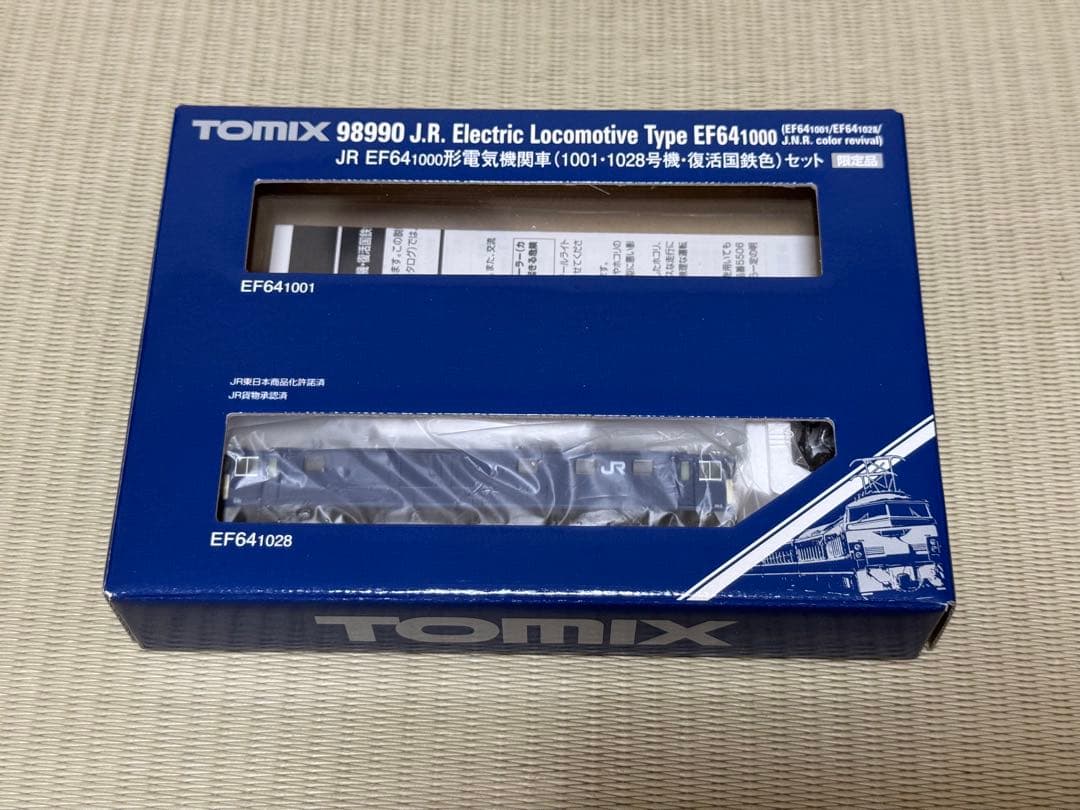 TOMIX 98990 J.R. Electric Locomotive Type EF641000 (EF641001/EF641028/
J.N.R. color revival)
JR EF641000形電気機関車(1001・1028号機・復活国鉄色)セット 限定品
EF641001
JR東日本商品化許諾済
JR貨物承認済
JR
EF641028
TOMIX